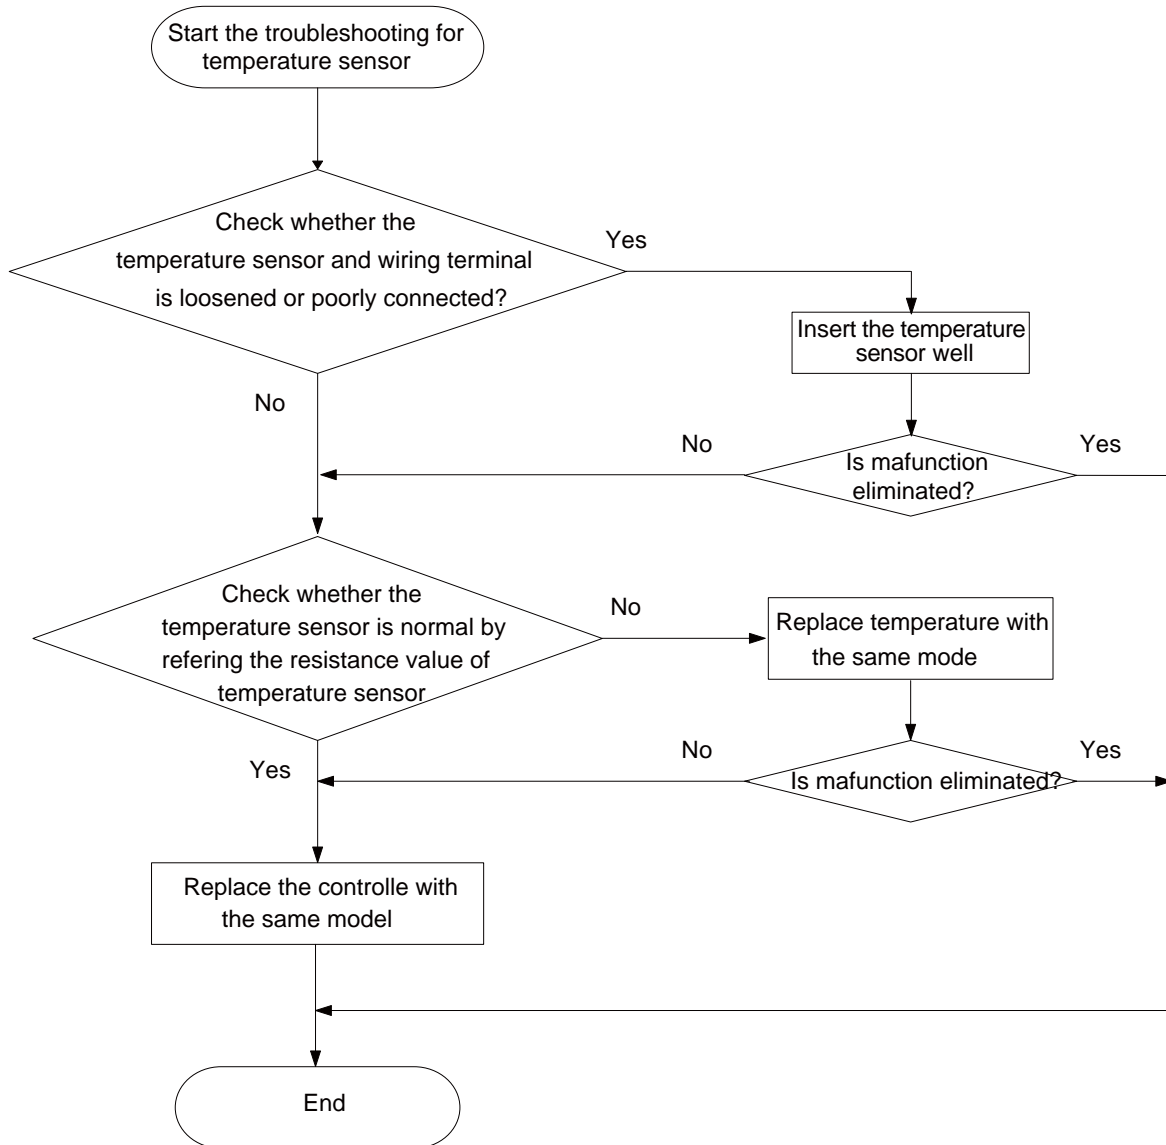 Start the troubleshooting for
temperature sensor
Check whether the
temperature sensor and wiring terminal
is loosened or poorly connected?
Yes
Insert the temperature
sensor well
No
No
Yes
Is mafunction
eliminated?
Check whether the
temperature sensor is normal by
refering the resistance value of
temperature sensor
No
Replace temperature with
the same mode
Yes
No
Yes
Is mafunction eliminated?
Replace the controlle with
the same model
End